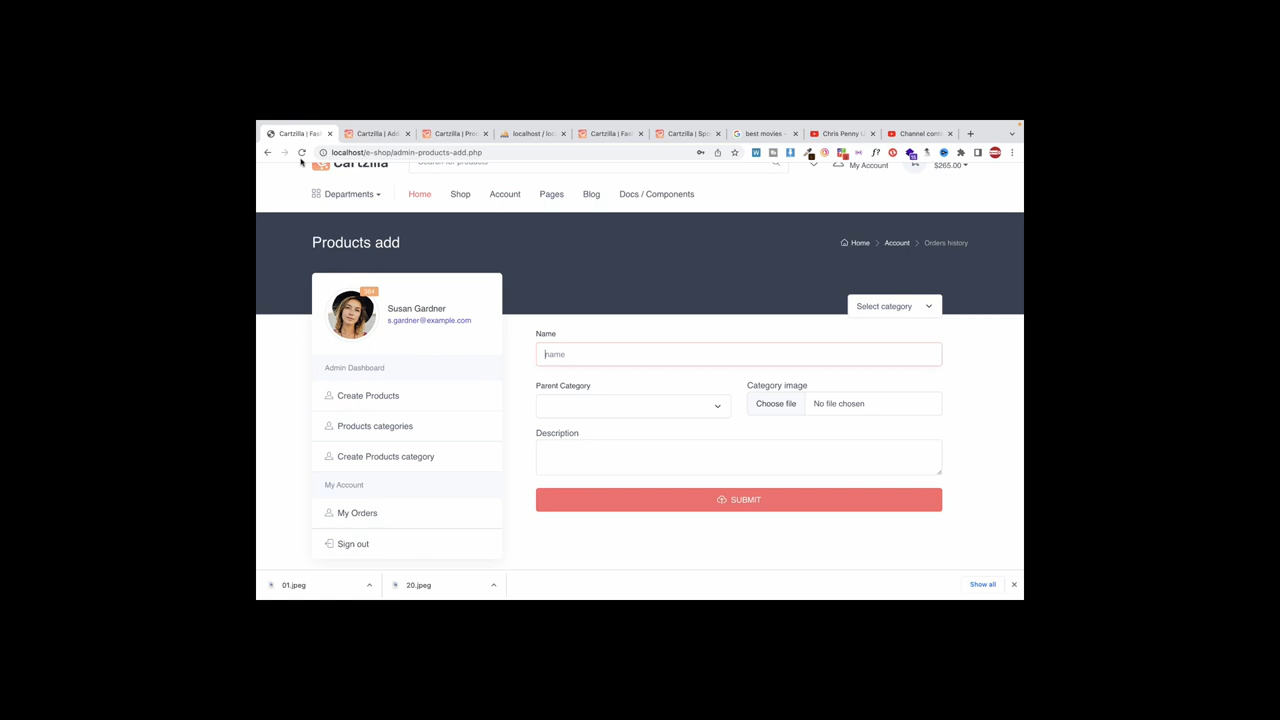 Cartzilla | Fas
Cartzilla | Add
Cartzilla | Pro
localhost / loc
Cartzilla | Fas
Cartzilla | Spo
best movies -
Chris Penny U
Channel cont
localhost/e-shop/admin-products-add.php
Cartzilla
Search for products
My Account
$265.00
Departments
Home
Shop
Account
Pages
Blog
Docs / Components
Products add
Home
Account
Orders history
384
Susan Gardner
s.gardner@example.com
Select category
Name
name
Admin Dashboard
Create Products
Parent Category
Category image
Choose file
No file chosen
Products categories
Description
Create Products category
My Account
SUBMIT
My Orders
Sign out
01.jpeg
20.jpeg
Show all